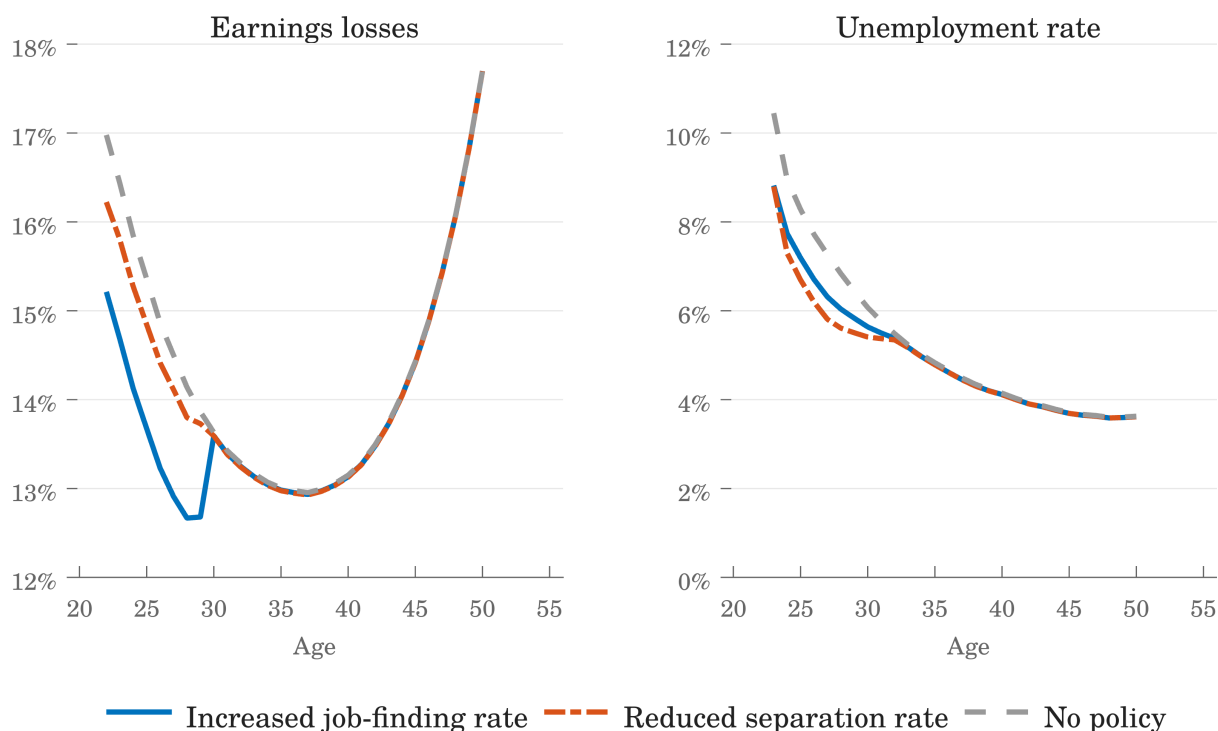 Earnings losses
18%
17%
16%
15%
14%
13%
12%
20 25 30 35 40 45 50 55
Age
Unemployment rate
12%
10%
8%
6%
4%
2%
0%
20 25 30 35 40 45 50 55
Age
Increased job-finding rate Reduced separation rate No policy